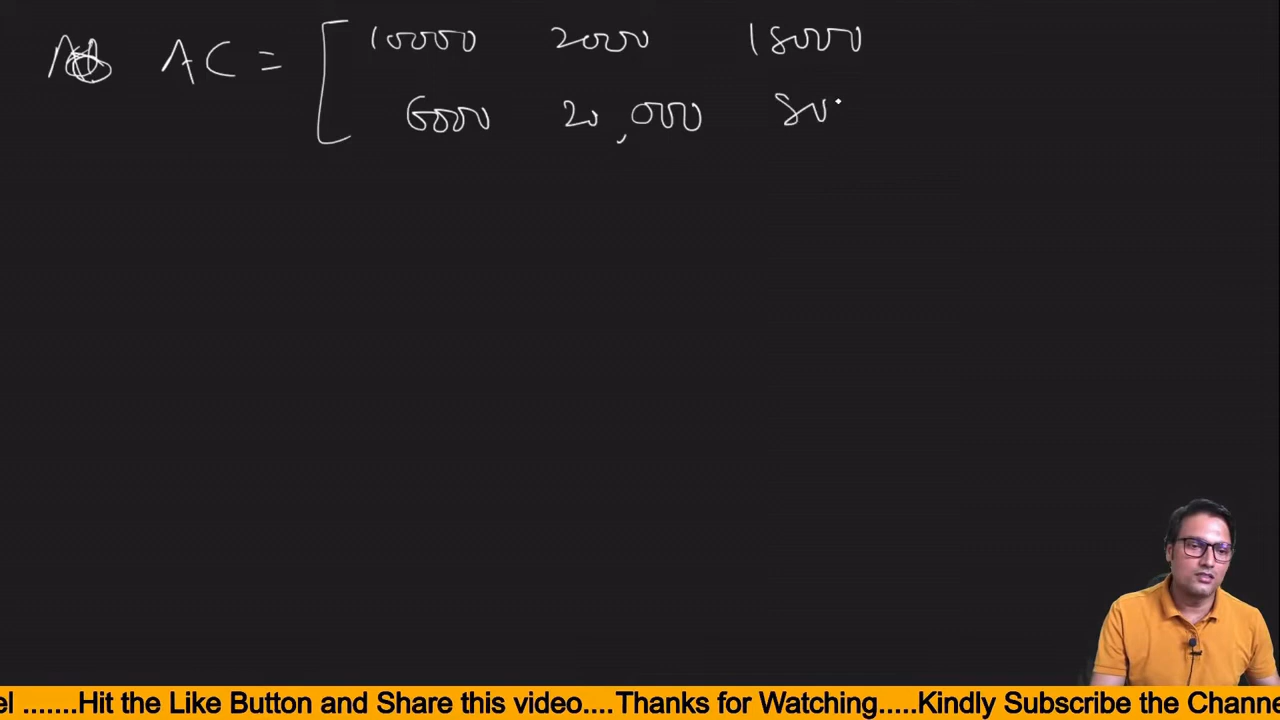 AC = [ 10000 2000 18000
6000 20,000 80
el .......Hit the Like Button and Share this video....Thanks for Watching.....Kindly Subscribe the Channe